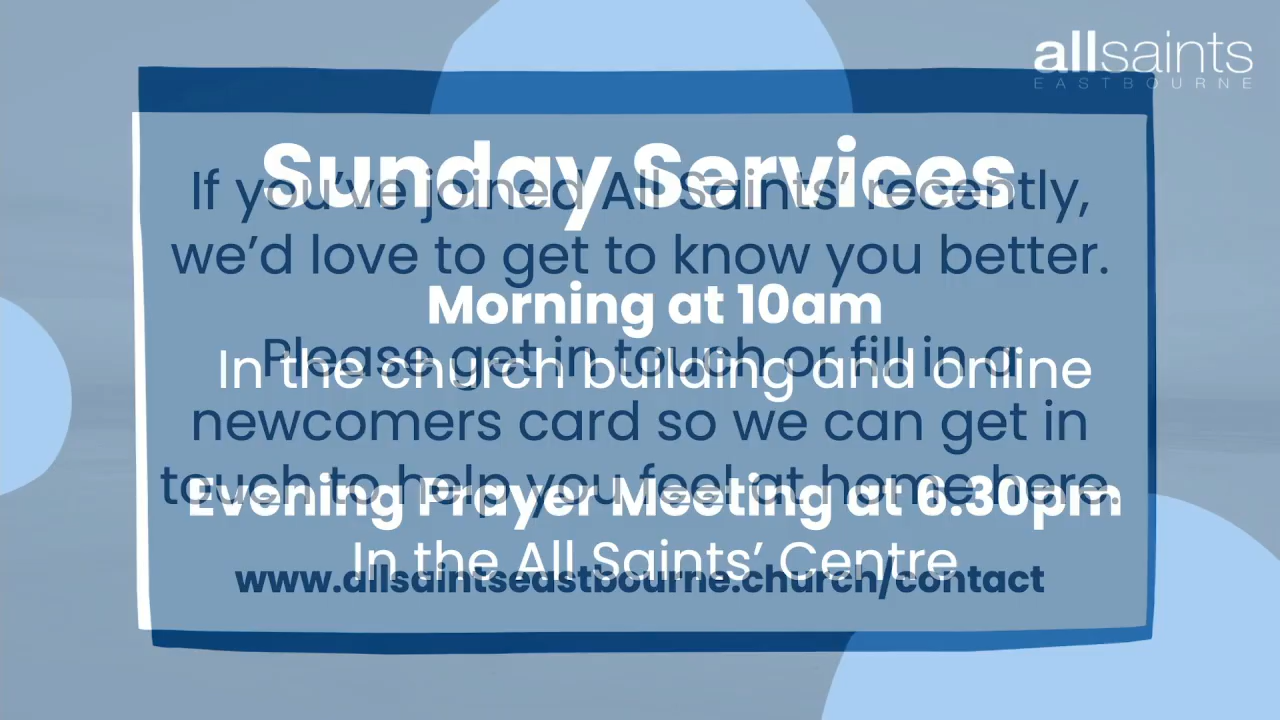 allsaints
EASTBOURNE
Sunday Services
Morning at 10am
In the church building and online
Evening Prayer Meeting at 6.30pm
In the All Saints’ Centre
If you’ve joined All Saints’ recently,
we’d love to get to know you better.
Please get in touch or fill in a
newcomers card so we can get in
touch to help you feel at home here.
www.allsaintseastbourne.church/contact